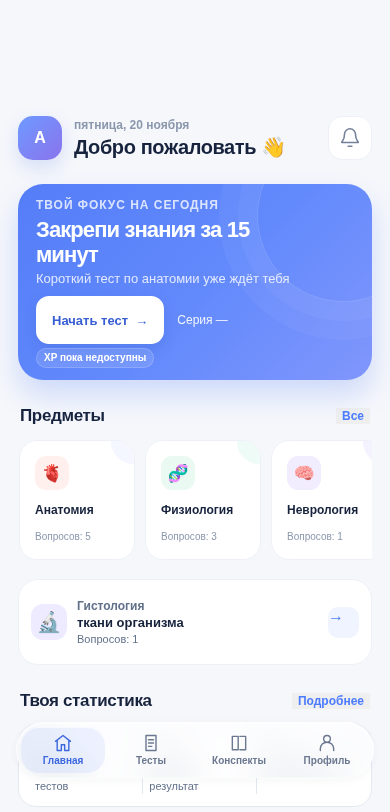 А
пятница, 20 ноября
Добро пожаловать 👋
ТВОЙ ФОКУС НА СЕГОДНЯ
Закрепи знания за 15
минут
Короткий тест по анатомии уже ждёт тебя
Начать тест →
Серия —
XP пока недоступны
Предметы
Все
Анатомия
Вопросов: 5
Физиология
Вопросов: 3
Неврология
Вопросов: 1
Гистология
ткани организма
Вопросов: 1
→
Твоя статистика
Подробнее
Главная
Тесты
Конспекты
Профиль
тестов
результат